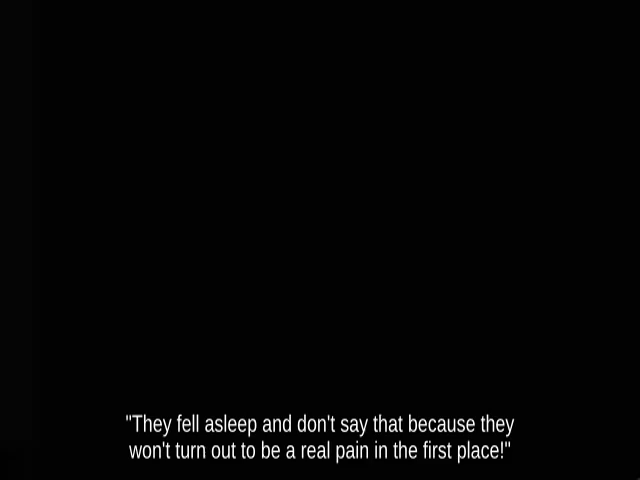 "They fell asleep and don't say that because they
won't turn out to be a real pain in the first place!"